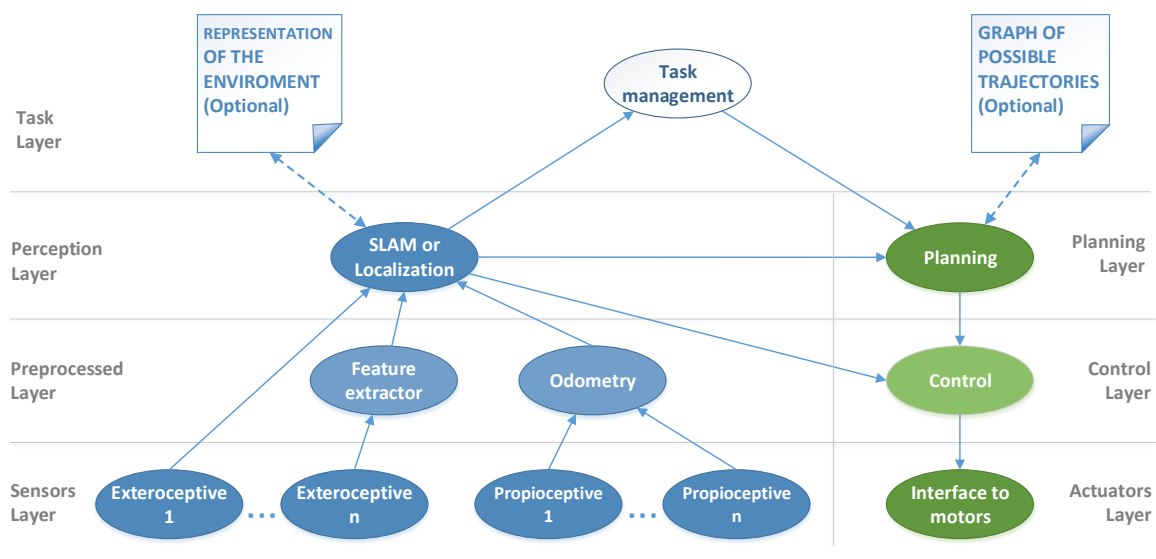 REPRESENTATION
OF THE
ENVIROMENT
(Optional)
GRAPH OF
POSSIBLE
TRAJECTORIES
(Optional)
Task
management
Task
Layer
Perception
Layer
SLAM or
Localization
Planning
Planning
Layer
Preprocessed
Layer
Feature
extractor
Odometry
Control
Control
Layer
Sensors
Layer
Exteroceptive
1
...
Exteroceptive
n
Propioceptive
1
...
Propioceptive
n
Interface to
motors
Actuators
Layer